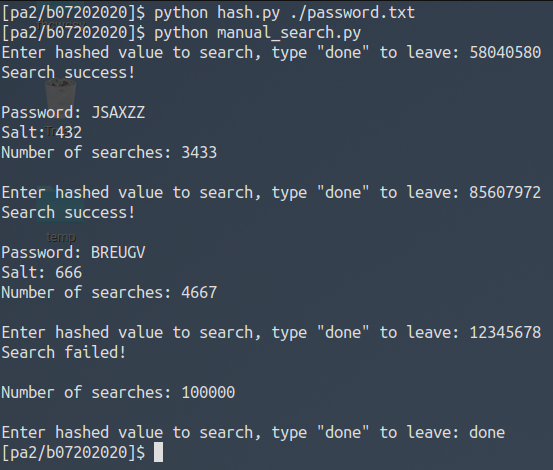 [pa2/b07202020]$ python hash.py ./password.txt
[pa2/b07202020]$ python manual_search.py
Enter hashed value to search, type "done" to leave: 58040580
Search success!
Password: JSAXZZ
Salt: 432
Number of searches: 3433
Enter hashed value to search, type "done" to leave: 85607972
Search success!
temp
Password: BREUGV
Salt: 666
Number of searches: 4667
Enter hashed value to search, type "done" to leave: 12345678
Search failed!
Number of searches: 100000
Enter hashed value to search, type "done" to leave: done
[pa2/b07202020]$